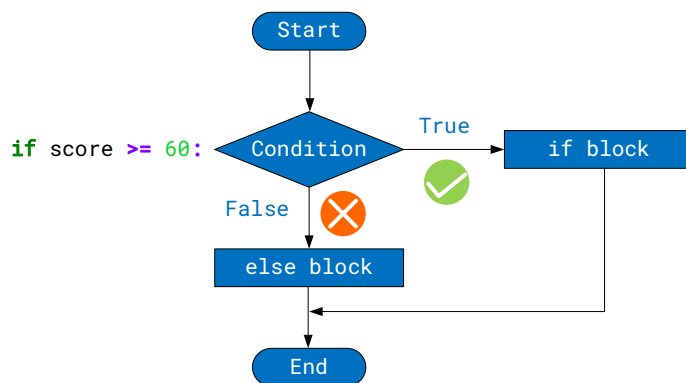 Start
if score >= 60:
Condition
True
if block
False
else block
End